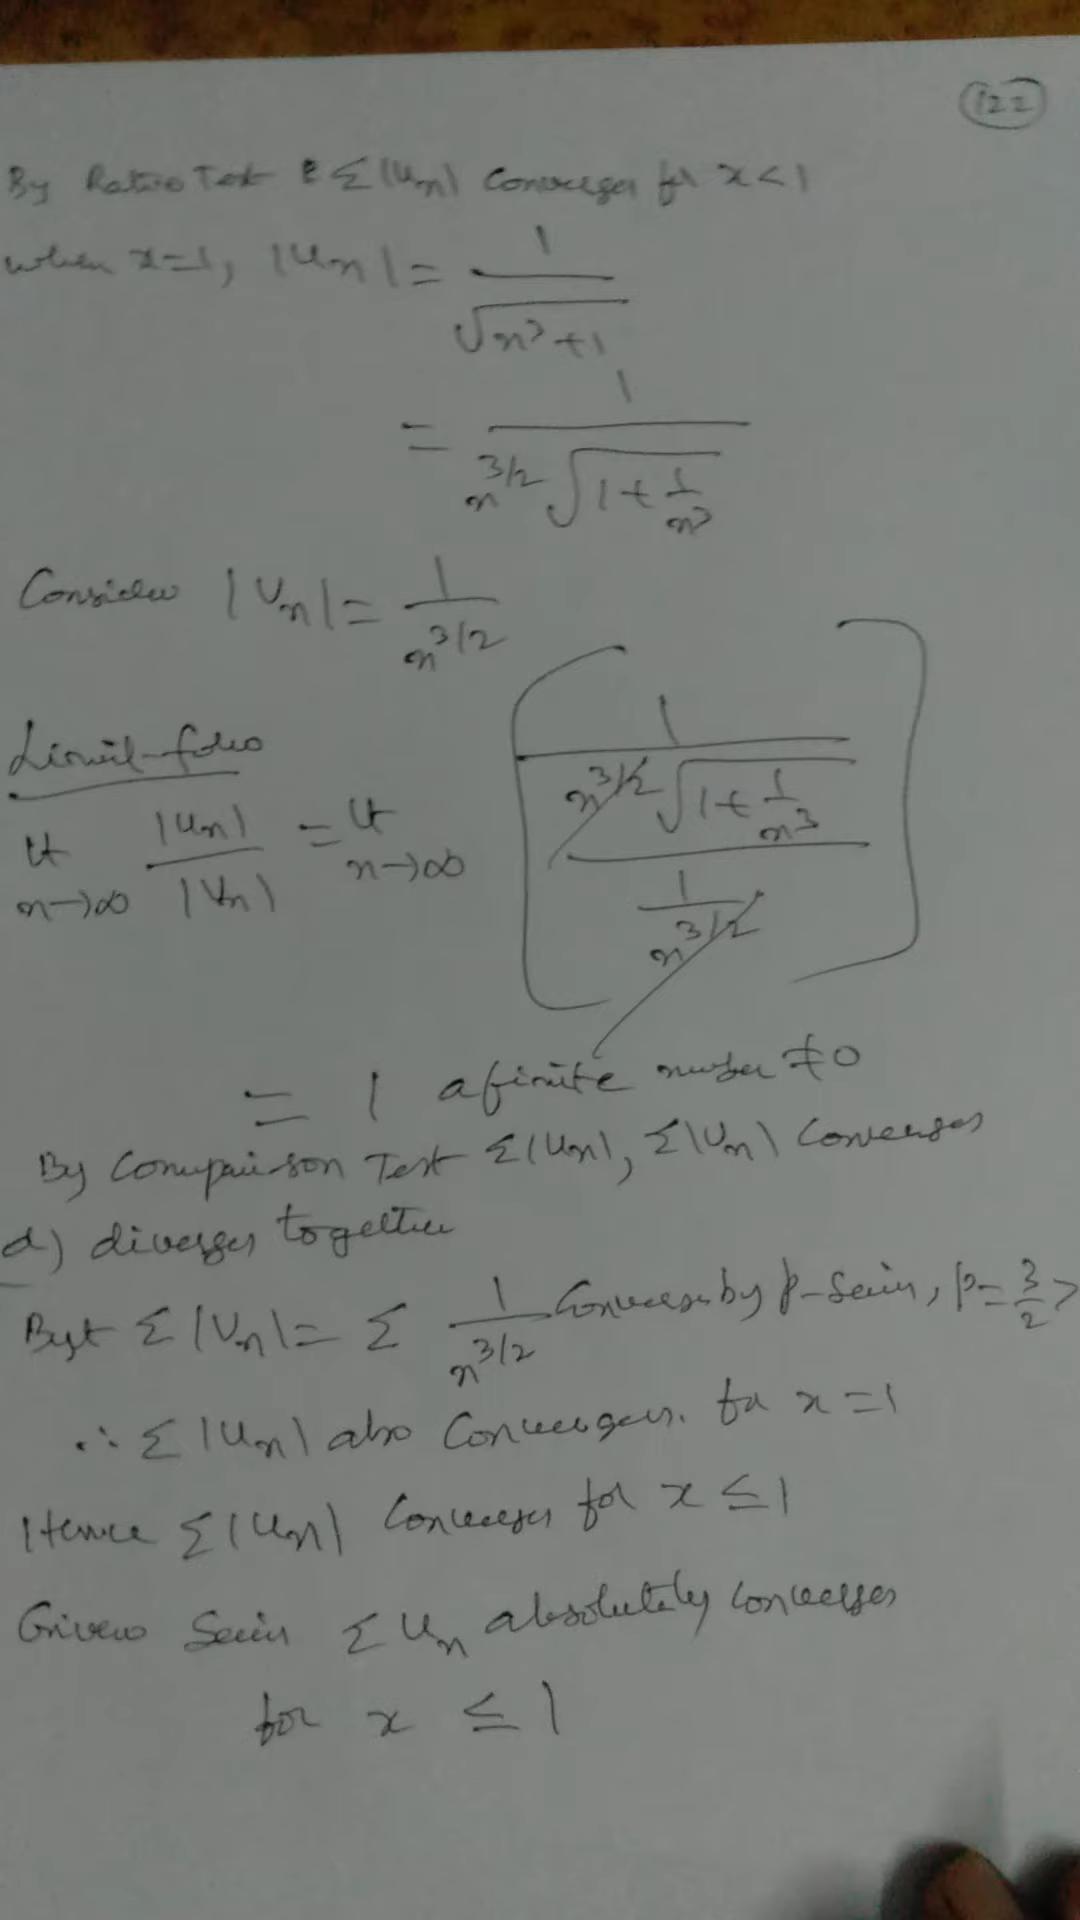 122
By Ratio Test Σ|un| Converges for x<1
when x=1, |un| = 1/√(n³+1)
= 1/(n^3/2 √(1+1/n³))
Consider |vn| = 1/n^3/2
Limit form
lt n→∞ |un|/|vn| = lt n→∞ [ (1/(n^3/2 √(1+1/n³))) / (1/n^3/2) ]
= 1 a finite number ≠0
By Comparison Test Σ|un|, Σ|vn| Converges
d) diverges together
But Σ|vn| = Σ 1/n^3/2 Converges by p-Series, p=3/2>
∴ Σ|un| also Converges. for x=1
Hence Σ|un| Converges for x ≤ 1
Given Series Σ un absolutely converges
for x ≤ 1